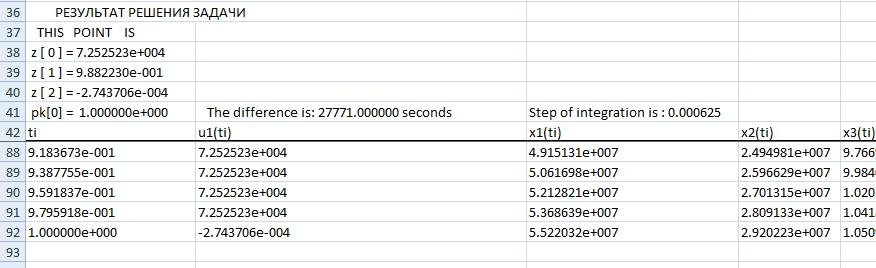 36 РЕЗУЛЬТАТ РЕШЕНИЯ ЗАДАЧИ
37 THIS POINT IS
38 z [ 0 ] = 7.252523e+004
39 z [ 1 ] = 9.882230e-001
40 z [ 2 ] = -2.743706e-004
41 pk[0] = 1.000000e+000 The difference is: 27771.000000 seconds Step of integration is : 0.000625
42 ti u1(ti) x1(ti) x2(ti) x3(ti)
88 9.183673e-001 7.252523e+004 4.915131e+007 2.494981e+007
89 9.387755e-001 7.252523e+004 5.061698e+007 2.596629e+007
90 9.591837e-001 7.252523e+004 5.212821e+007 2.701315e+007
91 9.795918e-001 7.252523e+004 5.368639e+007 2.809133e+007
92 1.000000e+000 -2.743706e-004 5.522032e+007 2.920223e+007
93